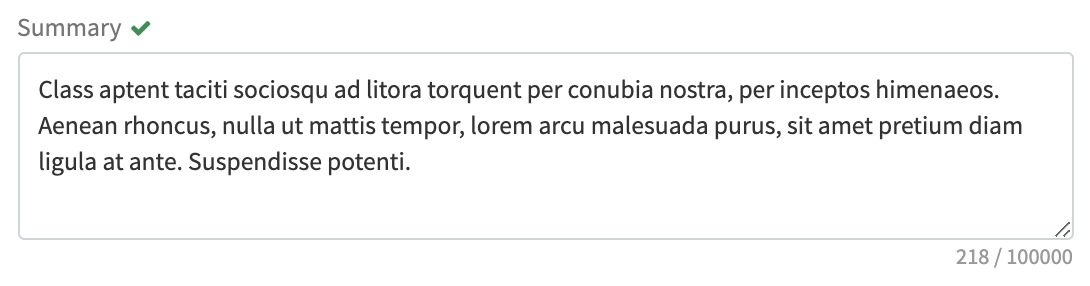 Summary
Class aptent taciti sociosqu ad litora torquent per conubia nostra, per inceptos himenaeos.
Aenean rhoncus, nulla ut mattis tempor, lorem arcu malesuada purus, sit amet pretium diam
ligula at ante. Suspendisse potenti.
218 / 100000